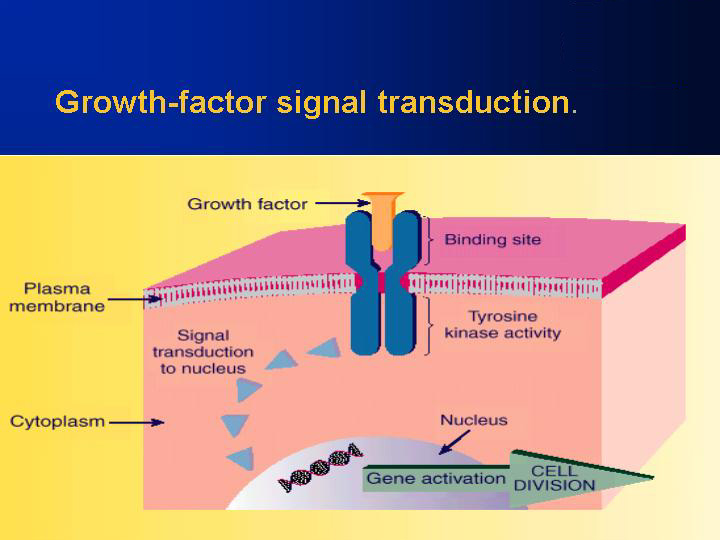 Growth-factor signal transduction.
Growth factor
Binding site
Plasma
membrane
Tyrosine
kinase activity
Signal
transduction
to nucleus
Cytoplasm
Nucleus
Gene activation
CELL
DIVISION